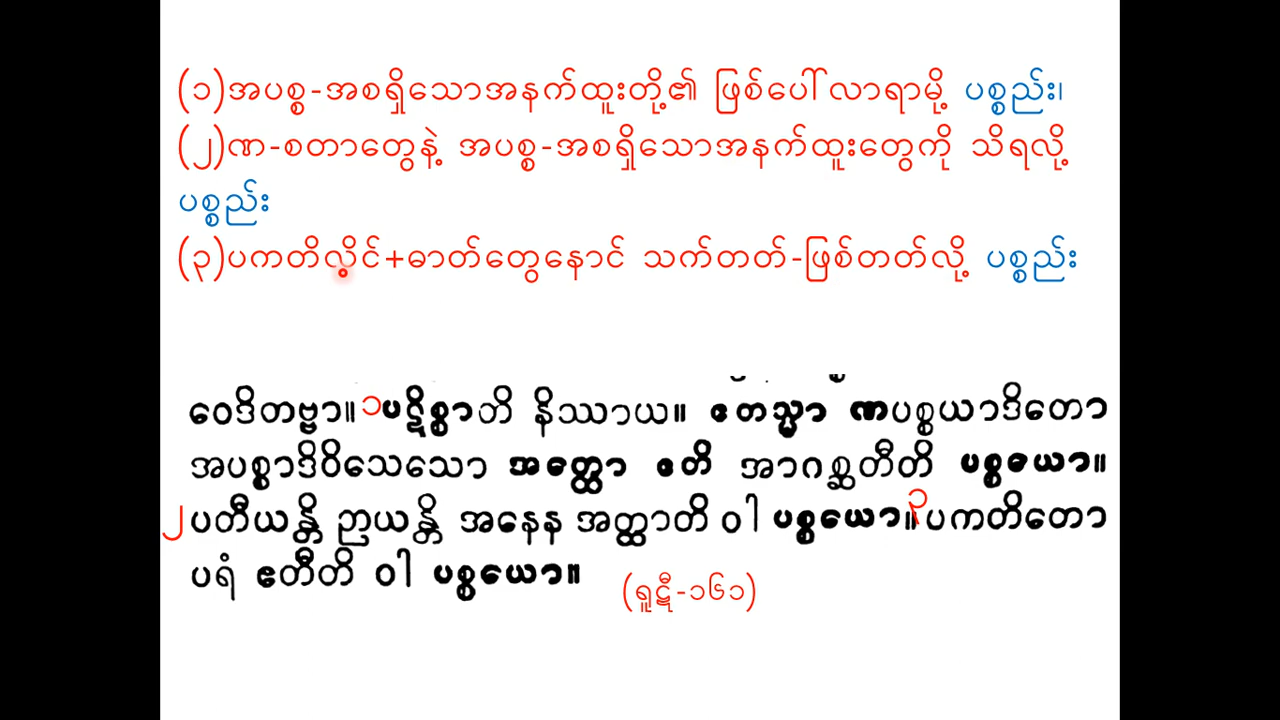 (၁)အပစ္စ-အစရှိသောအနက်ထူးတို့၏ ဖြစ်ပေါ်လာရာမို့ ပစ္စည်း၊
(၂)ဏ-စတာတွေနဲ့ အပစ္စ-အစရှိသောအနက်ထူးတွေကို သိရလို့
ပစ္စည်း
(၃)ပကတိလိင်+ဓာတ်တွေနောင် သက်တတ်-ဖြစ်တတ်လို့ ပစ္စည်း
ဝေဒိတဗ္ဗာ။ ၁ပဋိစ္စာတိ နိဿာယ။ ဧတသ္မာ ဏပစ္စယာဒိတော
အပစ္စာဒိဝိသေသော အတ္ထော ဧတိ အာဂစ္ဆတီတိ ပစ္စယော။
၂ပတီယန္တိ ဉာယန္တိ အနေန အတ္ထာတိ ဝါ ပစ္စယော။ ၃ပကတိတော
ပရံ ဧတီတိ ဝါ ပစ္စယော။
(ရူဋီ-၁၆၁)